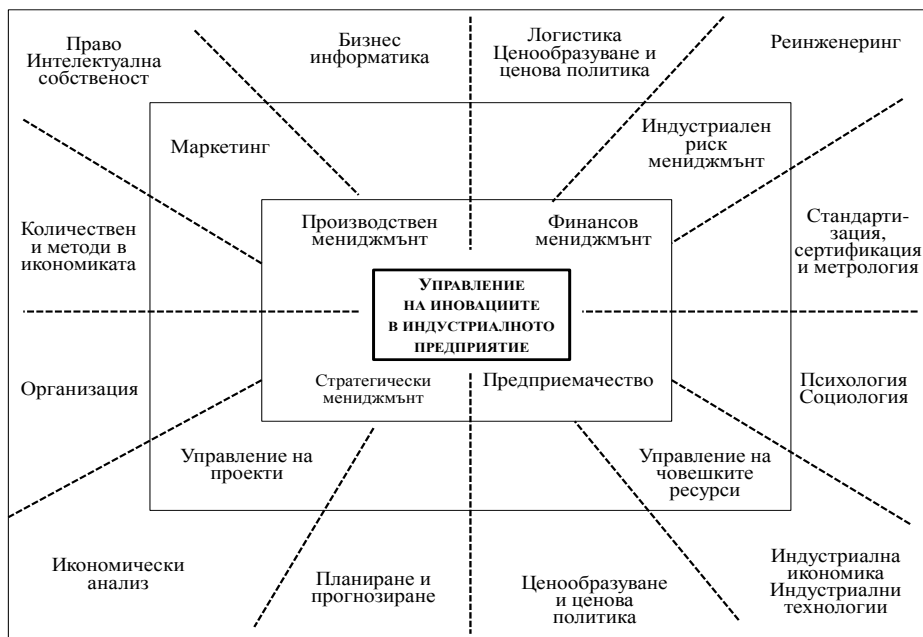 Право
Интелектуална
собственост
Бизнес
информатика
Логистика
Ценообразуване и
ценова политика
Реинженеринг
Маркетинг
Индустриален
риск
мениджмънт
Количествен
и методи в
икономиката
Производствен
мениджмънт
Финансов
мениджмънт
Стандарти-
зация,
сертификация
и метрология
УПРАВЛЕНИЕ
НА ИНОВАЦИИТЕ
В ИНДУСТРИАЛНОТО
ПРЕДПРИЯТИЕ
Организация
Стратегически
мениджмънт
Предприемачество
Психология
Социология
Управление на
проекти
Управление на
човешките
ресурси
Икономически
анализ
Планиране и
прогнозиране
Ценообразуване
и ценова
политика
Индустриална
икономика
Индустриални
технологии